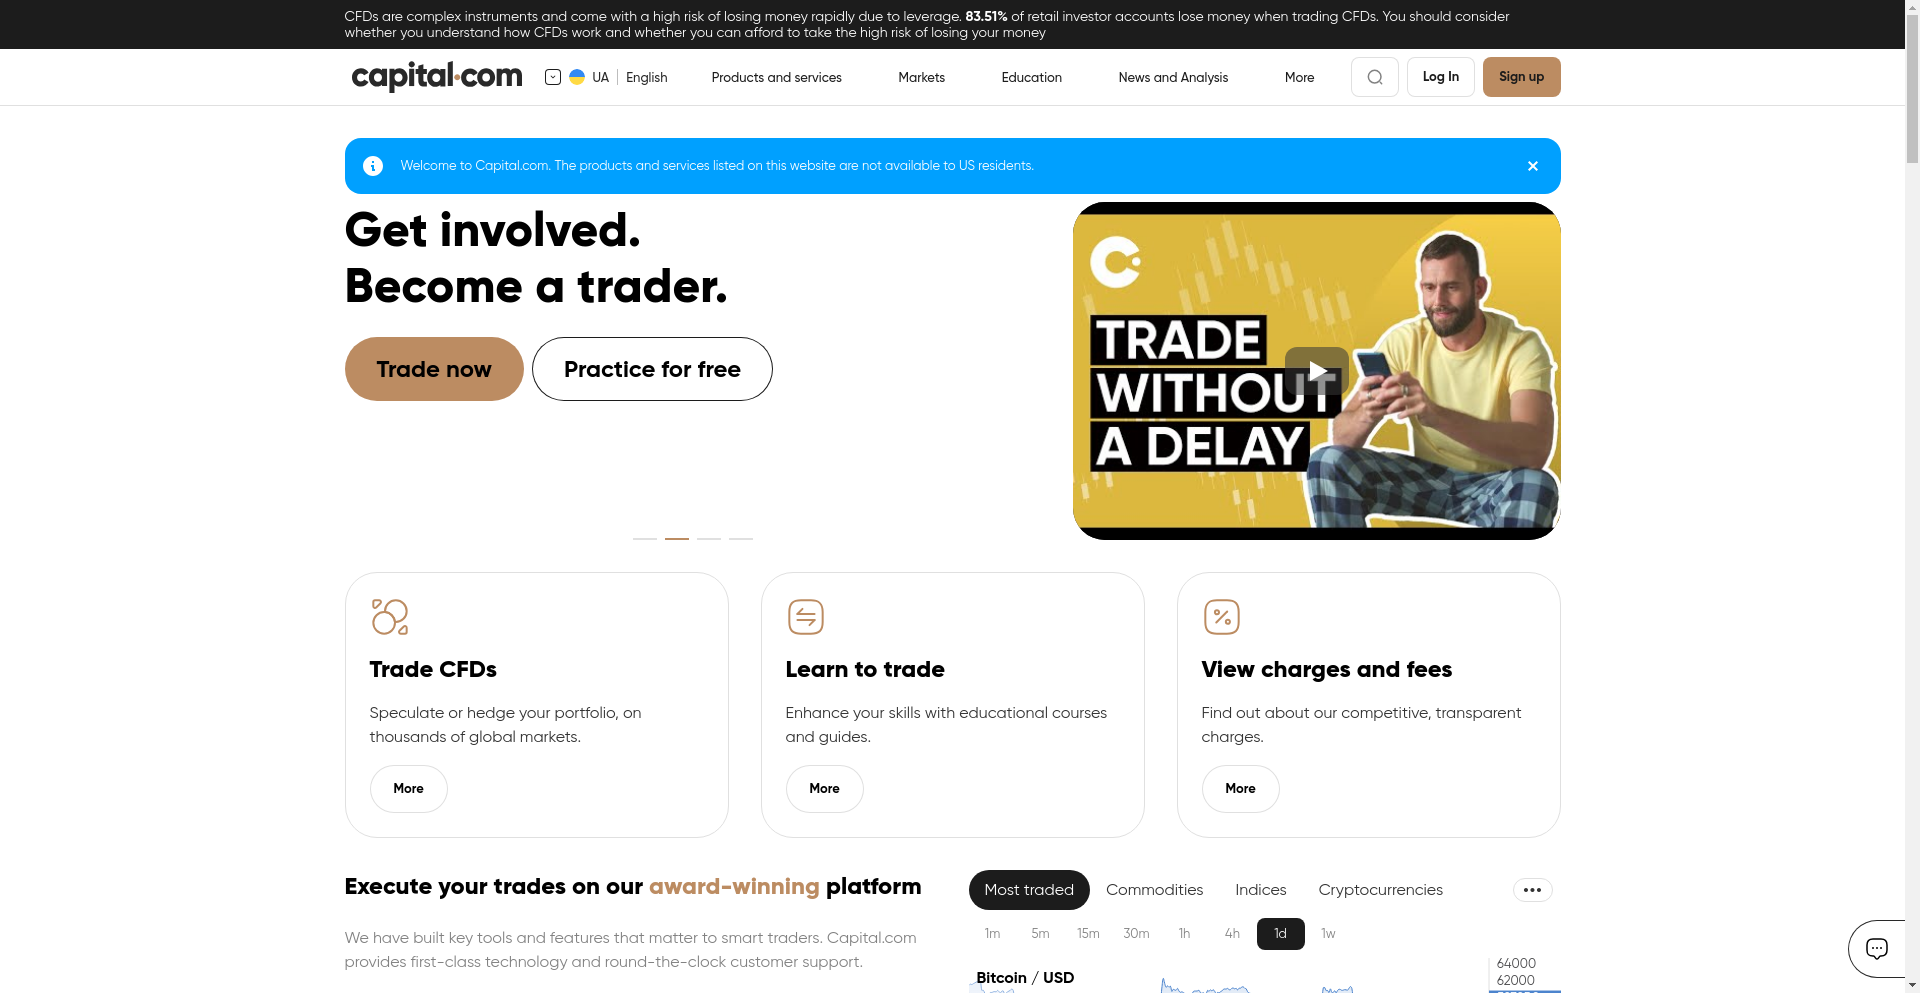 CFDs are complex instruments and come with a high risk of losing money rapidly due to leverage. 83.51% of retail investor accounts lose money when trading CFDs. You should consider
whether you understand how CFDs work and whether you can afford to take the high risk of losing your money
capital.com
UA
English
Products and services
Markets
Education
News and Analysis
More
Log In
Sign up
Welcome to Capital.com. The products and services listed on this website are not available to US residents.
Get involved.
Become a trader.
Trade now
Practice for free
TRADE
WITHOUT
A DELAY
Trade CFDs
Speculate or hedge your portfolio, on
thousands of global markets.
More
Learn to trade
Enhance your skills with educational courses
and guides.
More
View charges and fees
Find out about our competitive, transparent
charges.
More
Execute your trades on our award-winning platform
We have built key tools and features that matter to smart traders. Capital.com
provides first-class technology and round-the-clock customer support.
Most traded
Commodities
Indices
Cryptocurrencies
1m
5m
15m
30m
1h
4h
1d
1w
Bitcoin / USD
64000
62000